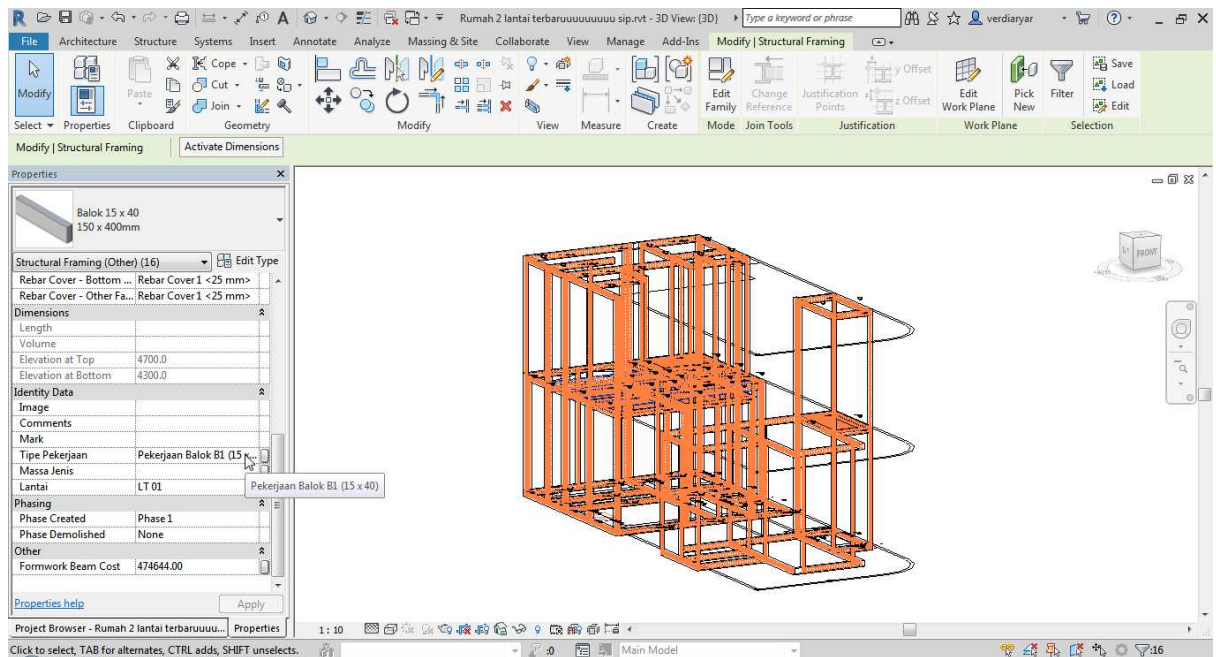 Rumah 2 lantai terbaruuuuuuuuu sip.rvt - 3D View: {3D}
Type a keyword or phrase
verdiaryar
File Architecture Structure Systems Insert Annotate Analyze Massing & Site Collaborate View Manage Add-Ins Modify | Structural Framing
Modify
Paste
Cope
Cut
Join
Edit Family
Change Reference
Justification Points
y Offset
z Offset
Edit Work Plane
Pick New
Filter
Save
Load
Edit
Select Properties Clipboard Geometry Modify View Measure Create Mode Join Tools Justification Work Plane Selection
Modify | Structural Framing Activate Dimensions
Properties
Balok 15 x 40
150 x 400mm
Structural Framing (Other) (16) Edit Type
Rebar Cover - Bottom ... Rebar Cover 1 <25 mm>
Rebar Cover - Other Fa... Rebar Cover 1 <25 mm>
Dimensions
Length
Volume
Elevation at Top 4700.0
Elevation at Bottom 4300.0
Identity Data
Image
Comments
Mark
Tipe Pekerjaan Pekerjaan Balok B1 (15 x...
Massa Jenis
Lantai LT 01
Pekerjaan Balok B1 (15 x 40)
Phasing
Phase Created Phase 1
Phase Demolished None
Other
Formwork Beam Cost 474644.00
Properties help Apply
Project Browser - Rumah 2 lantai terbaruuuu... Properties
FRONT
1 : 10
Click to select, TAB for alternates, CTRL adds, SHIFT unselects.
:0
Main Model
:16